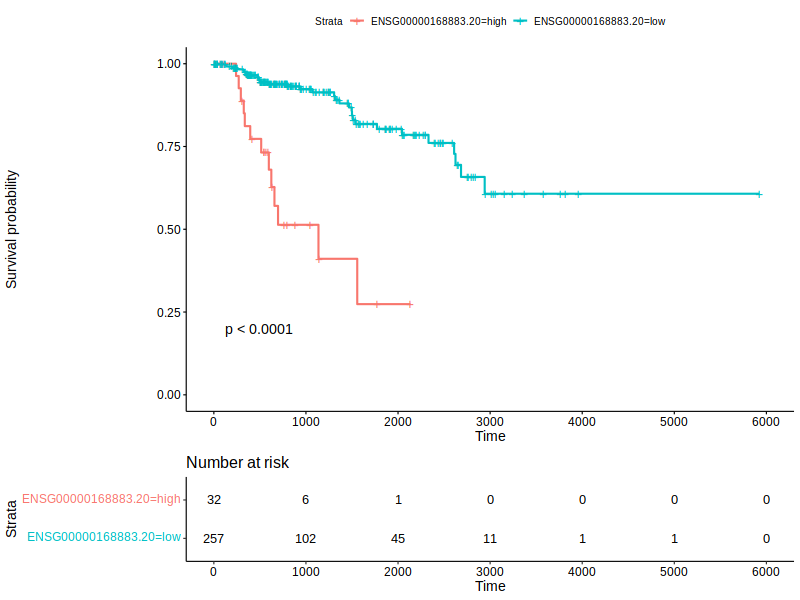 Strata ENSG00000168883.20=high ENSG00000168883.20=low
Survival probability
1.00
0.75
0.50
0.25
0.00
p < 0.0001
0 1000 2000 3000 4000 5000 6000
Time
Number at risk
Strata
ENSG00000168883.20=high 32 6 1 0 0 0 0
ENSG00000168883.20=low 257 102 45 11 1 1 0
0 1000 2000 3000 4000 5000 6000
Time